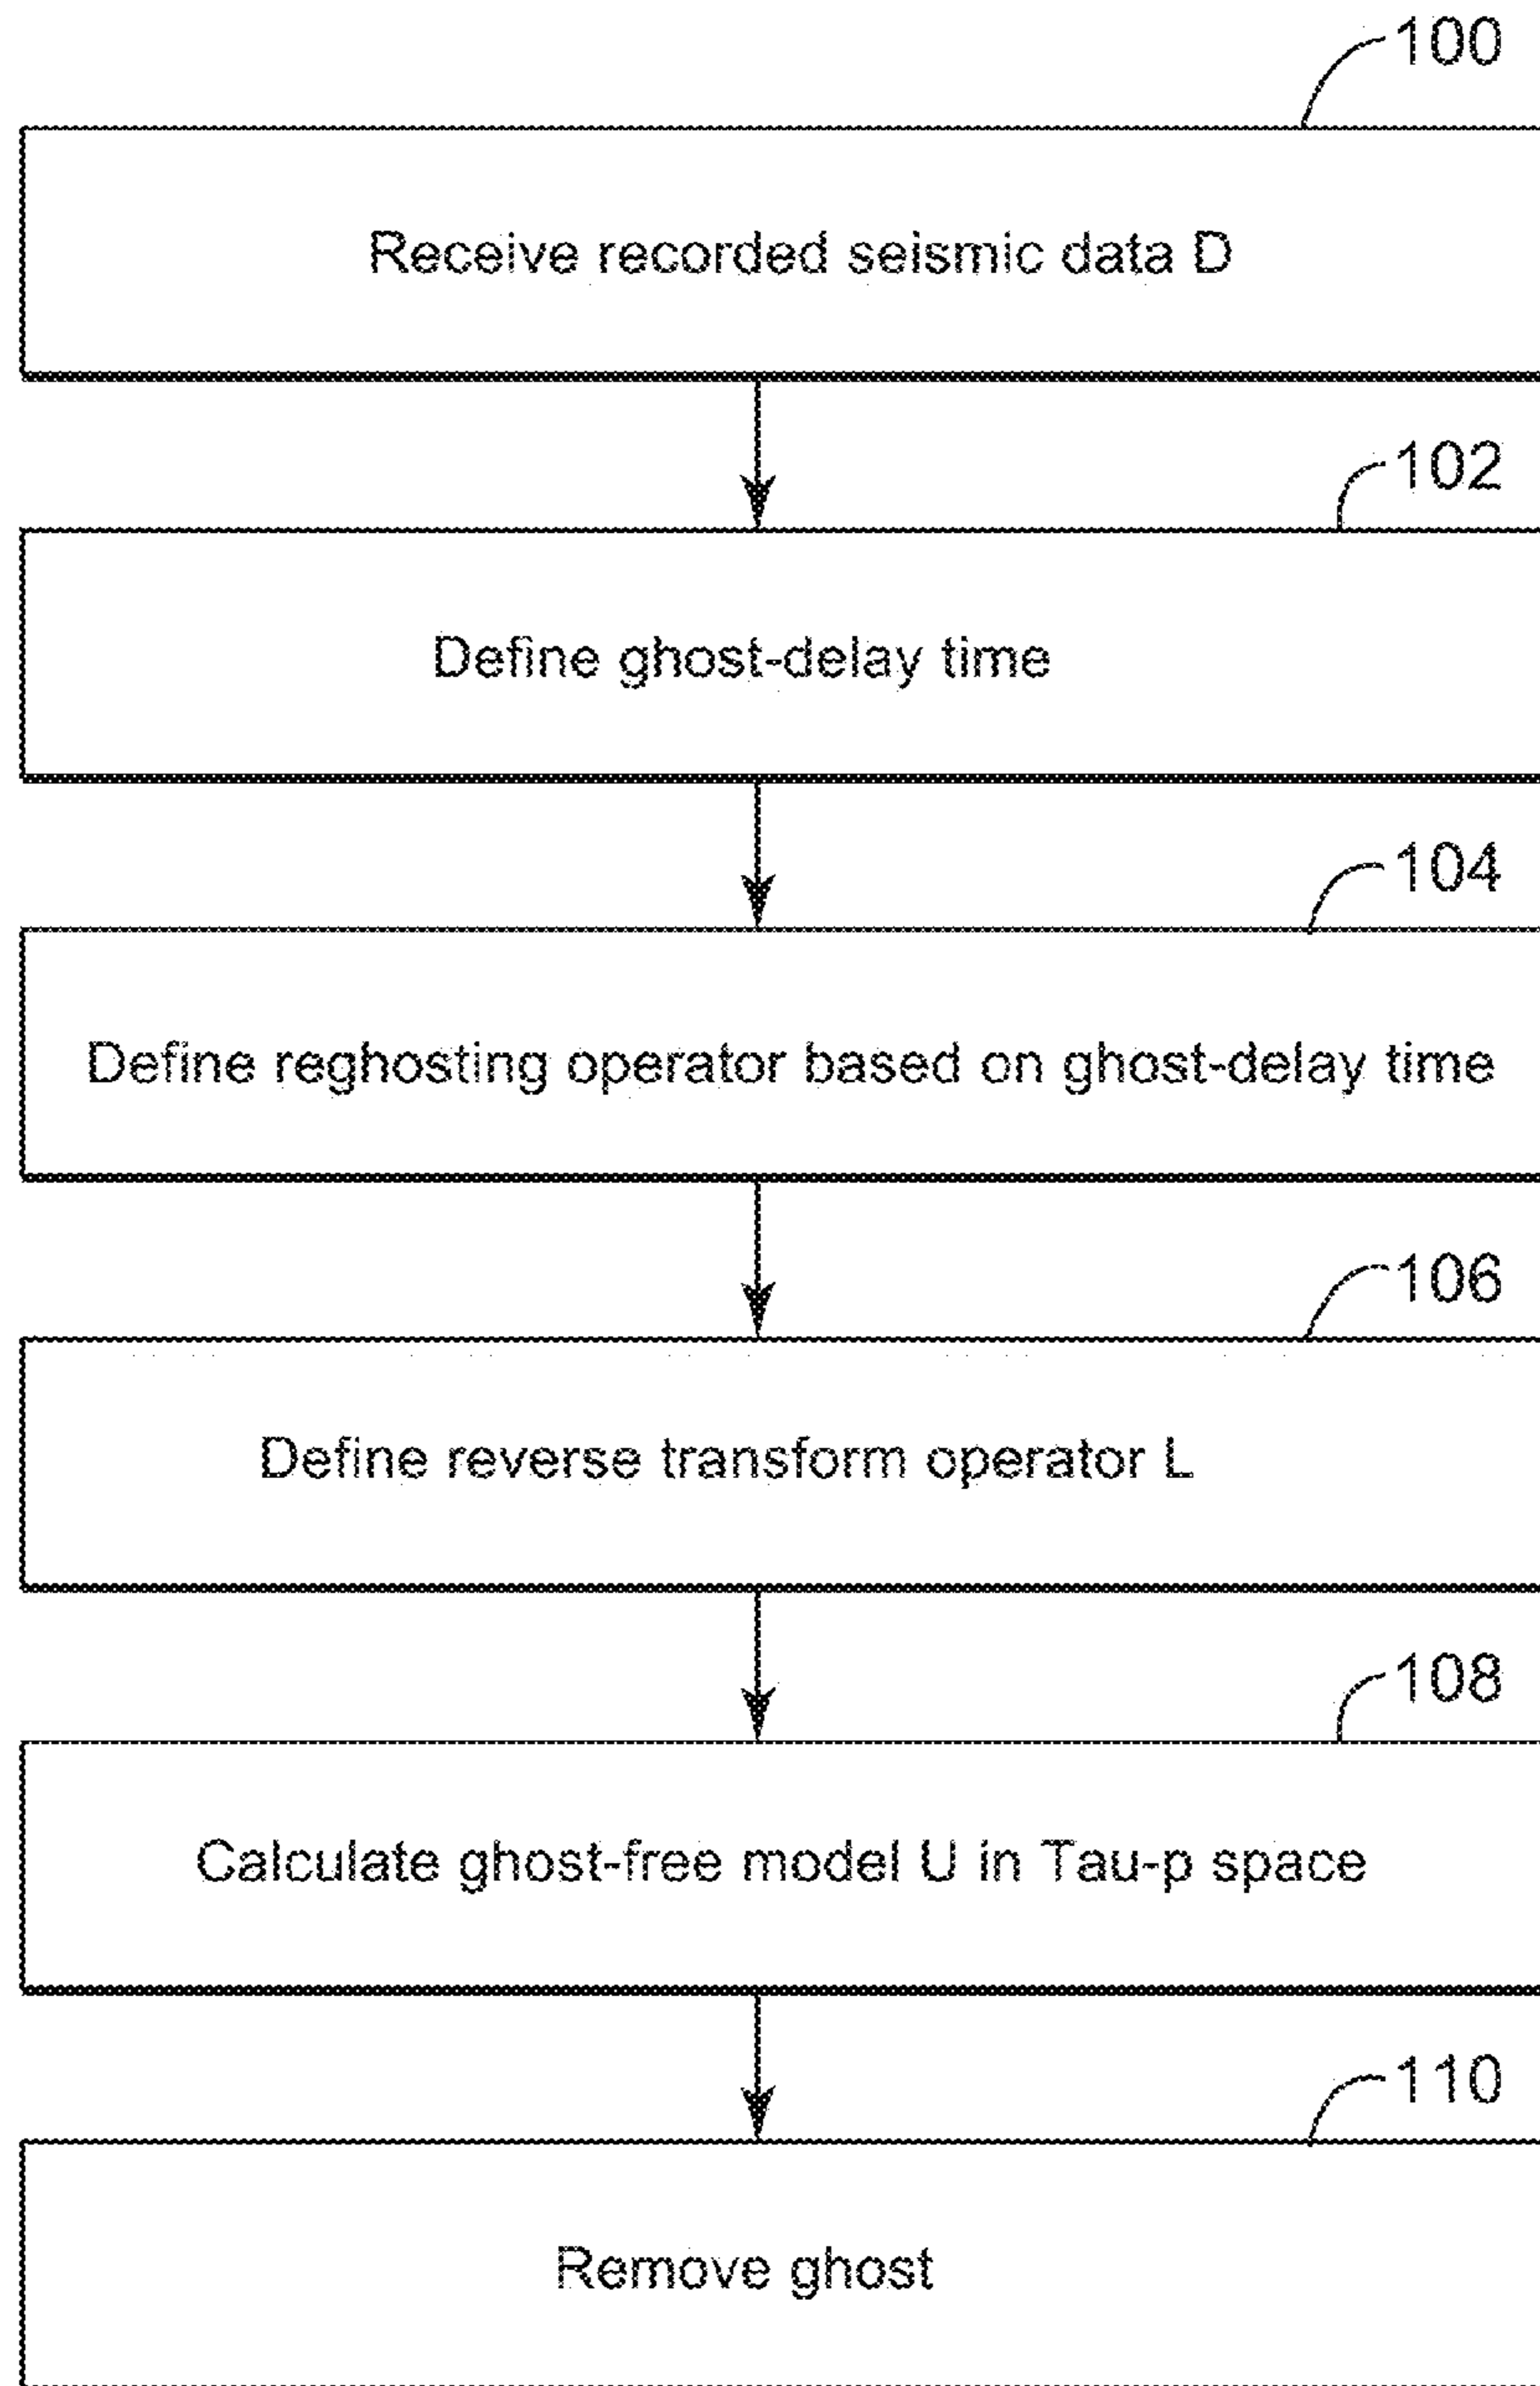 100
Receive recorded seismic data D
102
Define ghost-delay time
104
Define reghosting operator based on ghost-delay time
106
Define reverse transform operator L
108
Calculate ghost-free model U in Tau-p space
110
Remove ghost